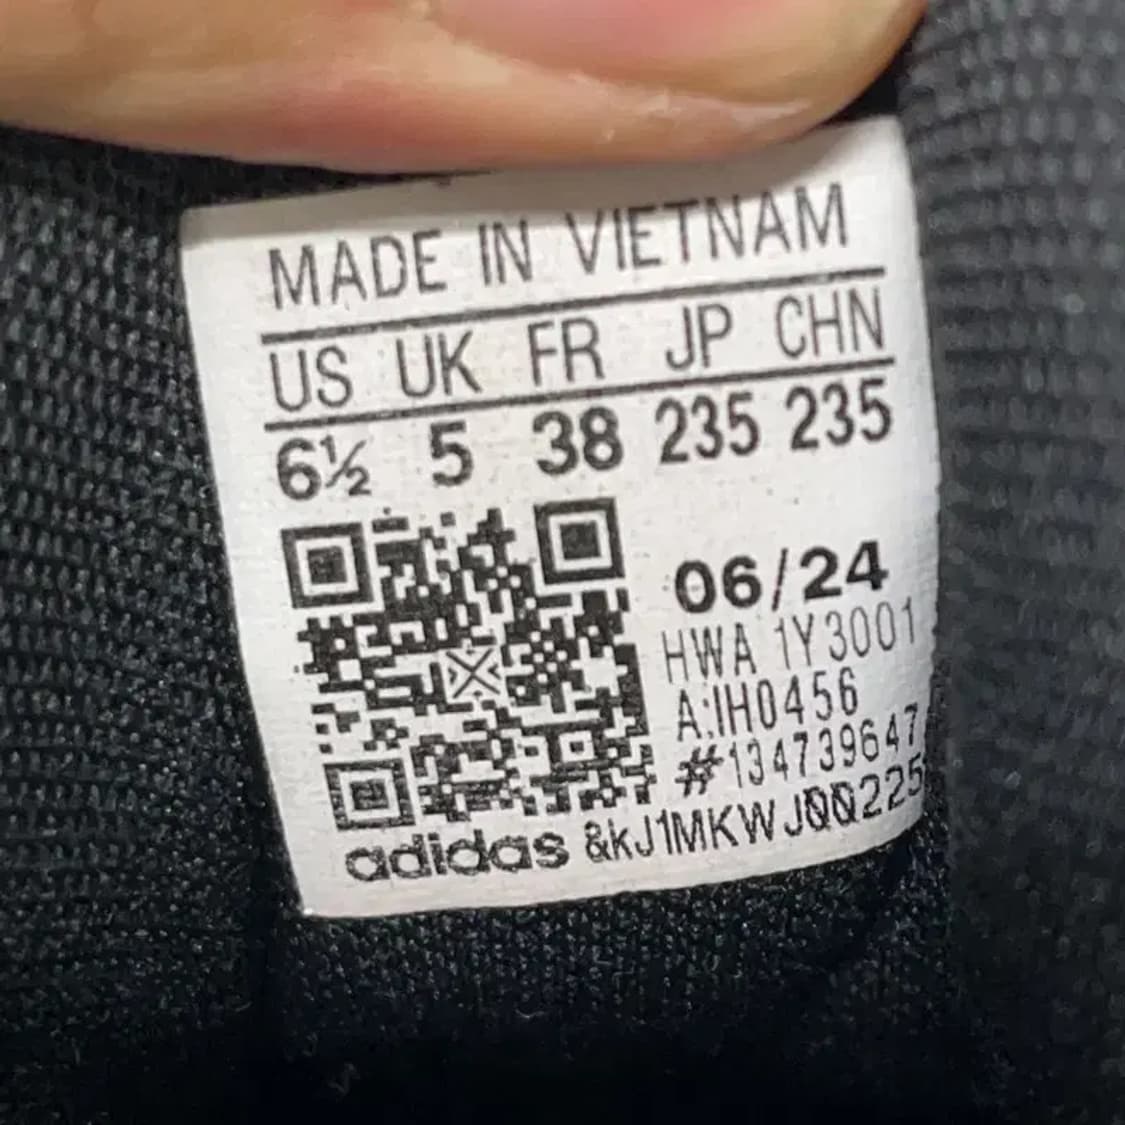 MADE IN VIETNAM
US UK FR JP CHN
6½ 5 38 235 235
06/24
HWA 1Y3001
A:IH0456
#134739647
adidas &kJ1MKWJQQ225